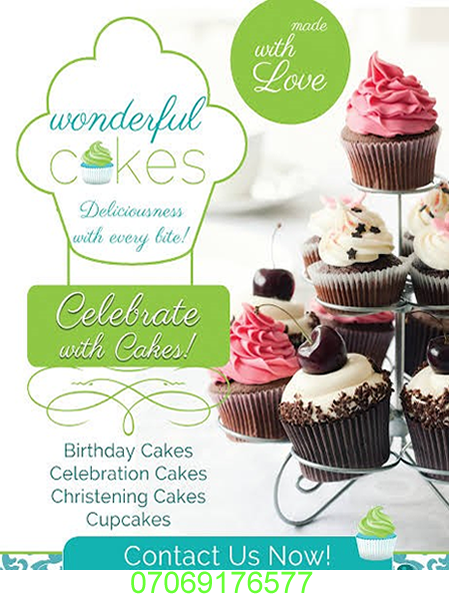 made
with
Love
wonderful
cakes
Deliciousness
with every bite!
Celebrate
with Cakes!
Birthday Cakes
Celebration Cakes
Christening Cakes
Cupcakes
Contact Us Now!
07069176577